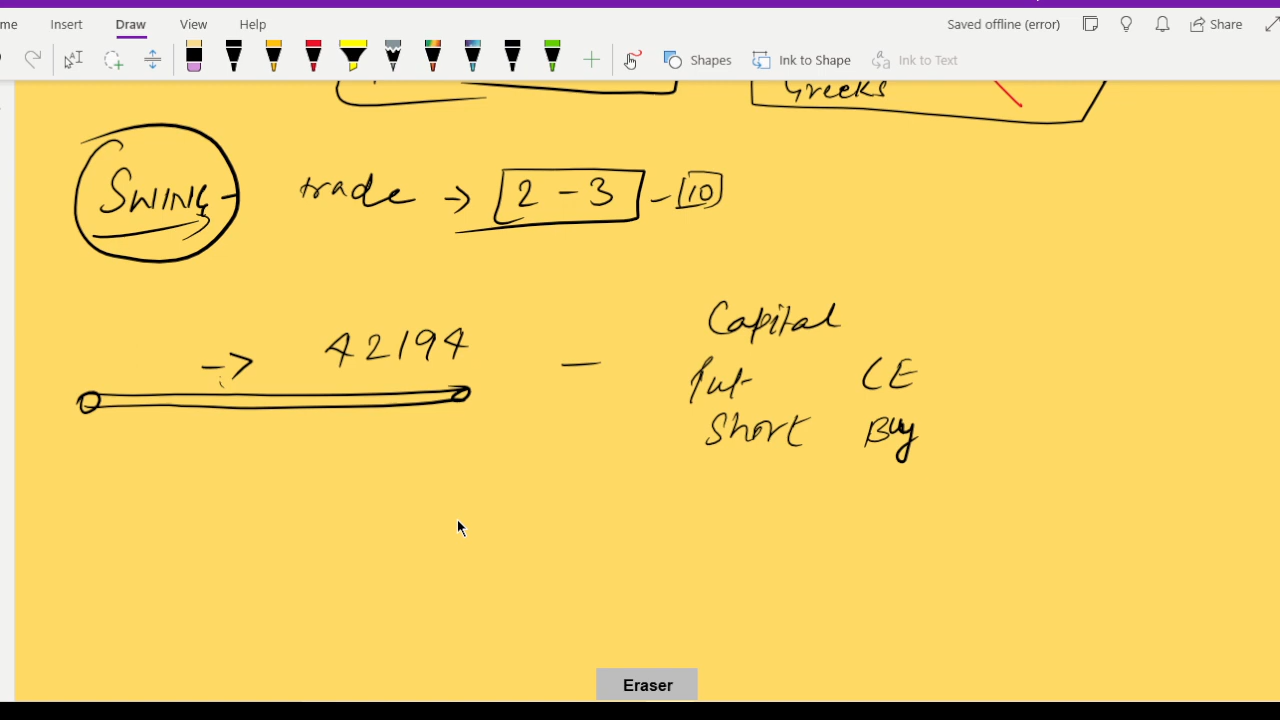 me Insert Draw View Help Saved offline (error) Share
Shapes Ink to Shape Ink to Text
Greeks
SWING trade -> 2 - 3 - 10
-> 42194 - Capital
Put CE
Short Buy
Eraser